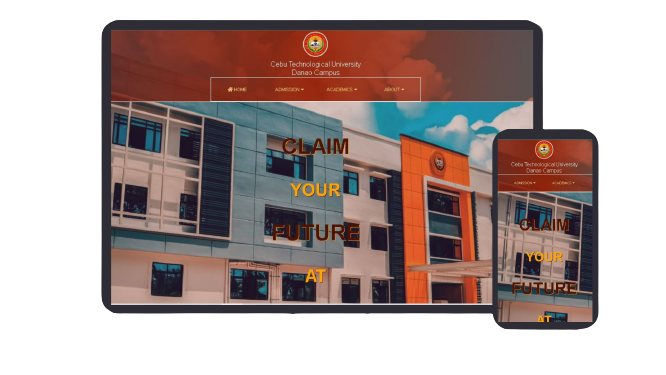 Cebu Technological University
Danao Campus
HOME ADMISSION ACADEMICS ABOUT
CLAIM
YOUR
FUTURE
AT
Cebu Technological University
Danao Campus
ADMISSION ACADEMICS
CLAIM
YOUR
FUTURE
AT